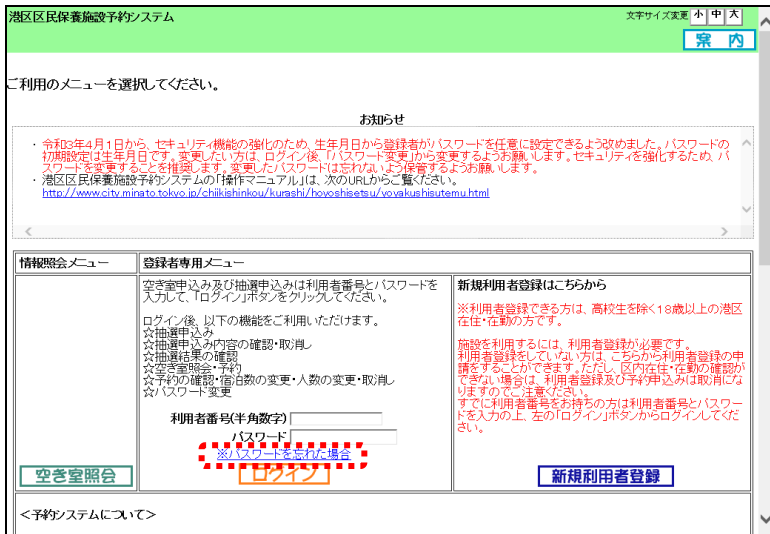 港区区民保養施設予約システム
文字サイズ変更 小 中 大
案 内
ご利用のメニューを選択してください。
お知らせ
・ 令和3年4月1日から、セキュリティ機能の強化のため、生年月日から登録者がパスワードを任意に設定できるよう改めました。パスワードの
初期設定は生年月日です。変更したい方は、ログイン後、「パスワード変更」から変更するようお願いします。セキュリティを強化するため、パ
スワードを変更することを推奨します。変更したパスワードは忘れないよう保管するようお願いします。
・ 港区区民保養施設予約システムの「操作マニュアル」は、次のURLからご覧ください。
http://www.city.minato.tokyo.jp/chiikishinkou/kurashi/hoyoshisetsu/yoyakushisutemu.html
情報照会メニュー
空き室照会
登録者専用メニュー
空き室申込み及び抽選申込みは利用者番号とパスワードを
入力して、「ログイン」ボタンをクリックしてください。
ログイン後、以下の機能をご利用いただけます。
☆抽選申込み
☆抽選申込み内容の確認・取消し
☆抽選結果の確認
☆空き室照会・予約
☆予約の確認・宿泊数の変更・人数の変更・取消し
☆パスワード変更
利用者番号(半角数字)
パスワード
※パスワードを忘れた場合
ログイン
新規利用者登録はこちらから
※利用者登録できる方は、高校生を除く18歳以上の港区
在住・在勤の方です。
施設を利用するには、利用者登録が必要です。
利用者登録をしていない方は、こちらから利用者登録の申
請をすることができます。ただし、区内在住・在勤の確認が
できない場合は、利用者登録及び予約申込みは取消にな
りますのでご注意ください。
すでに利用者番号をお持ちの方は利用者番号とパスワー
ドを入力の上、左の「ログイン」ボタンからログインしてくだ
さい。
新規利用者登録
<予約システムについて>